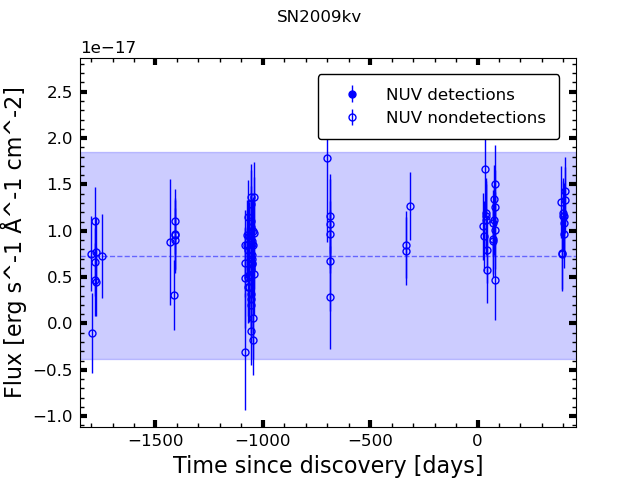 SN2009kv
1e−17
Flux [erg s^-1 Å^-1 cm^-2]
2.5
2.0
1.5
1.0
0.5
0.0
−0.5
−1.0
NUV detections
NUV nondetections
−1500
−1000
−500
0
Time since discovery [days]